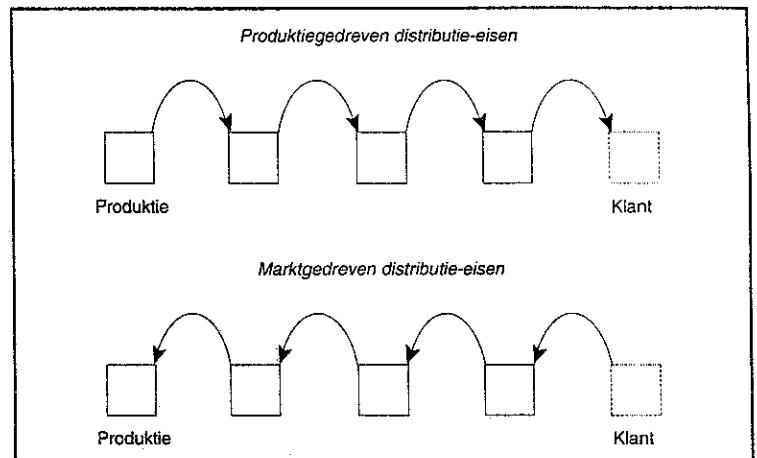 Produktiegedreven distributie-eisen
Produktie Klant
Marktgedreven distributie-eisen
Produktie Klant